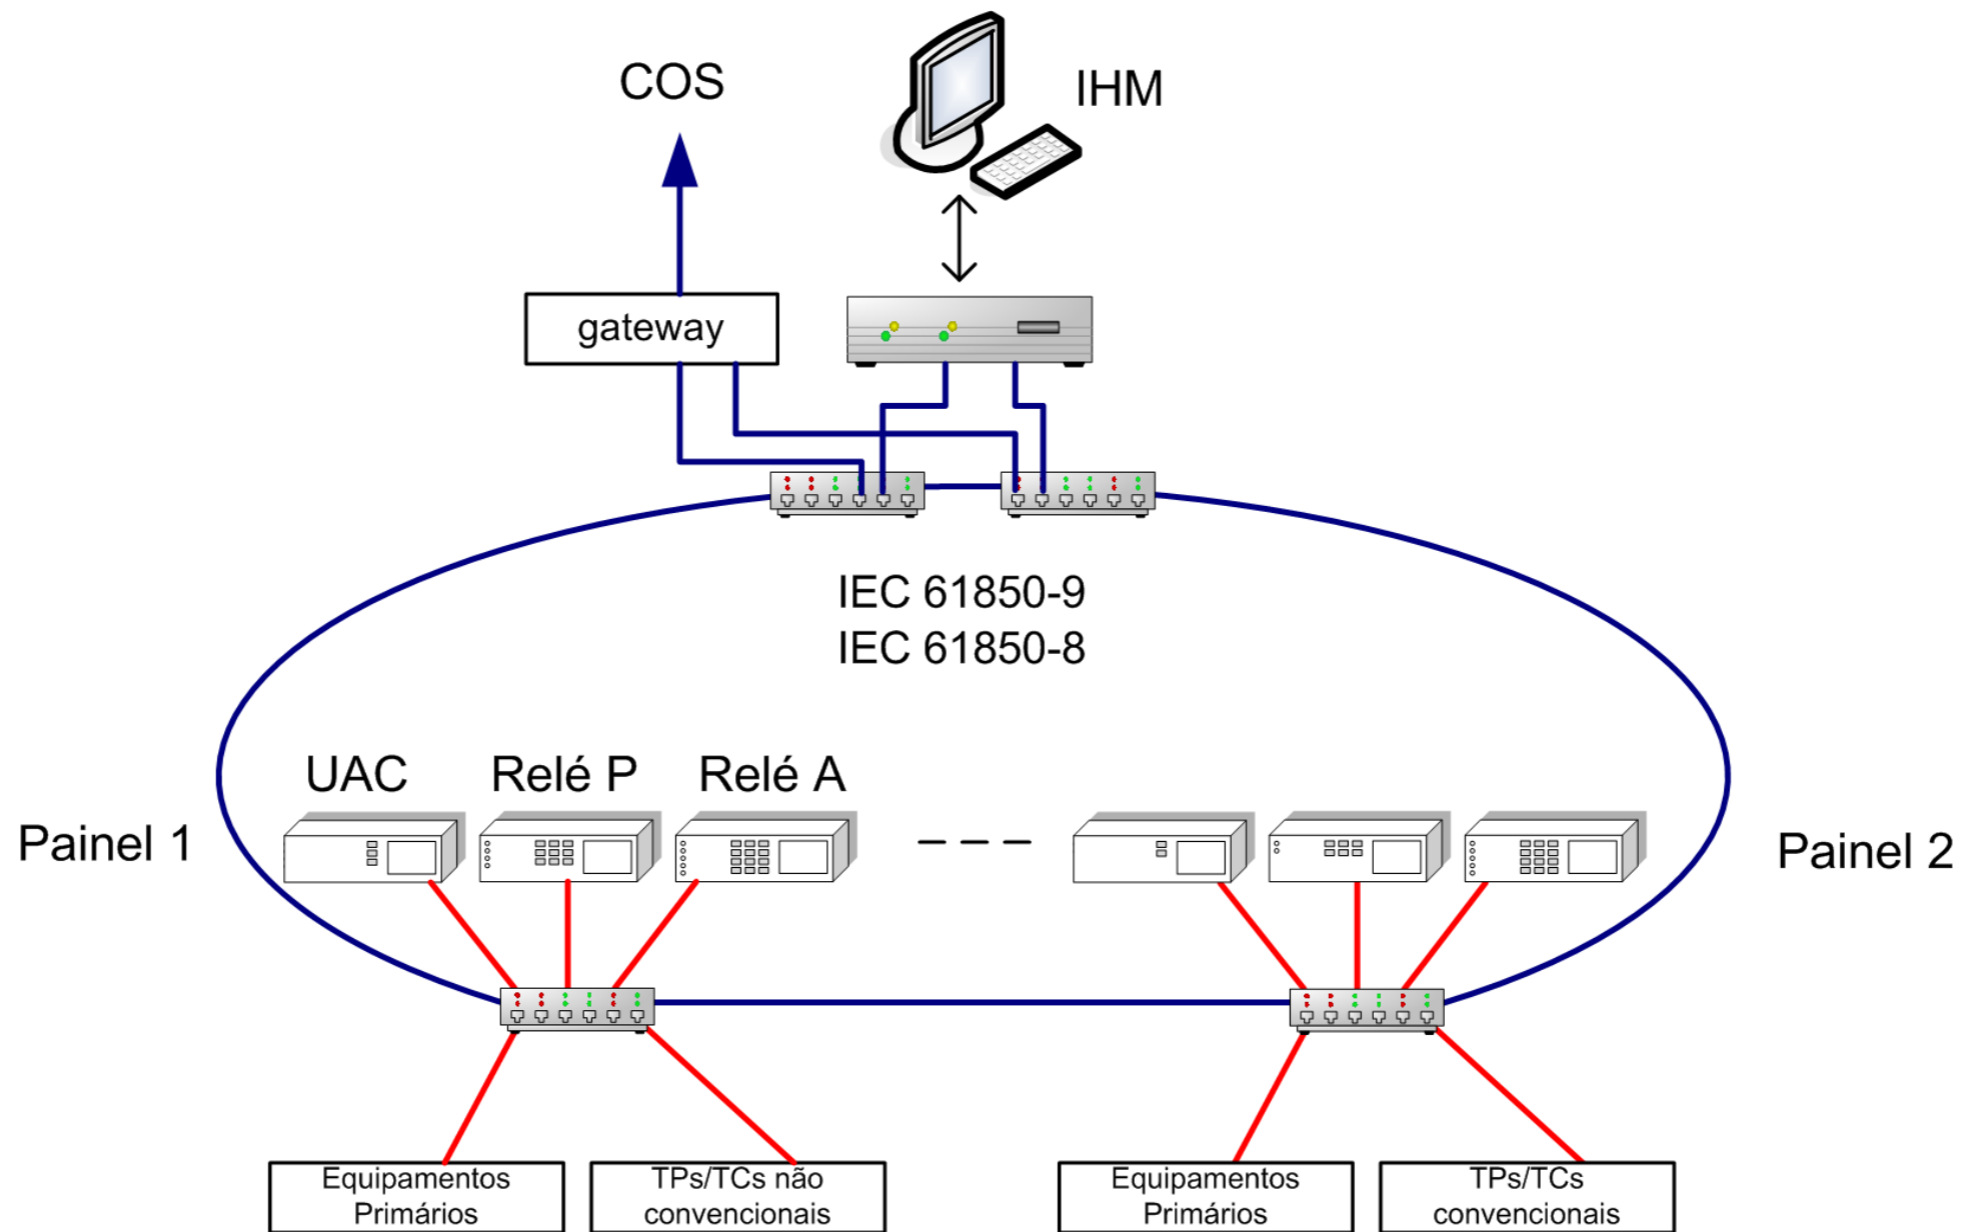 COS
IHM
gateway
IEC 61850-9
IEC 61850-8
UAC
Relé P
Relé A
Painel 1
Painel 2
Equipamentos
Primários
TPs/TCs não
convencionais
Equipamentos
Primários
TPs/TCs
convencionais